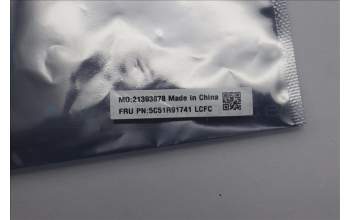 MO:21393878 Made in China
FRU PN:5C51R91741 LCFC